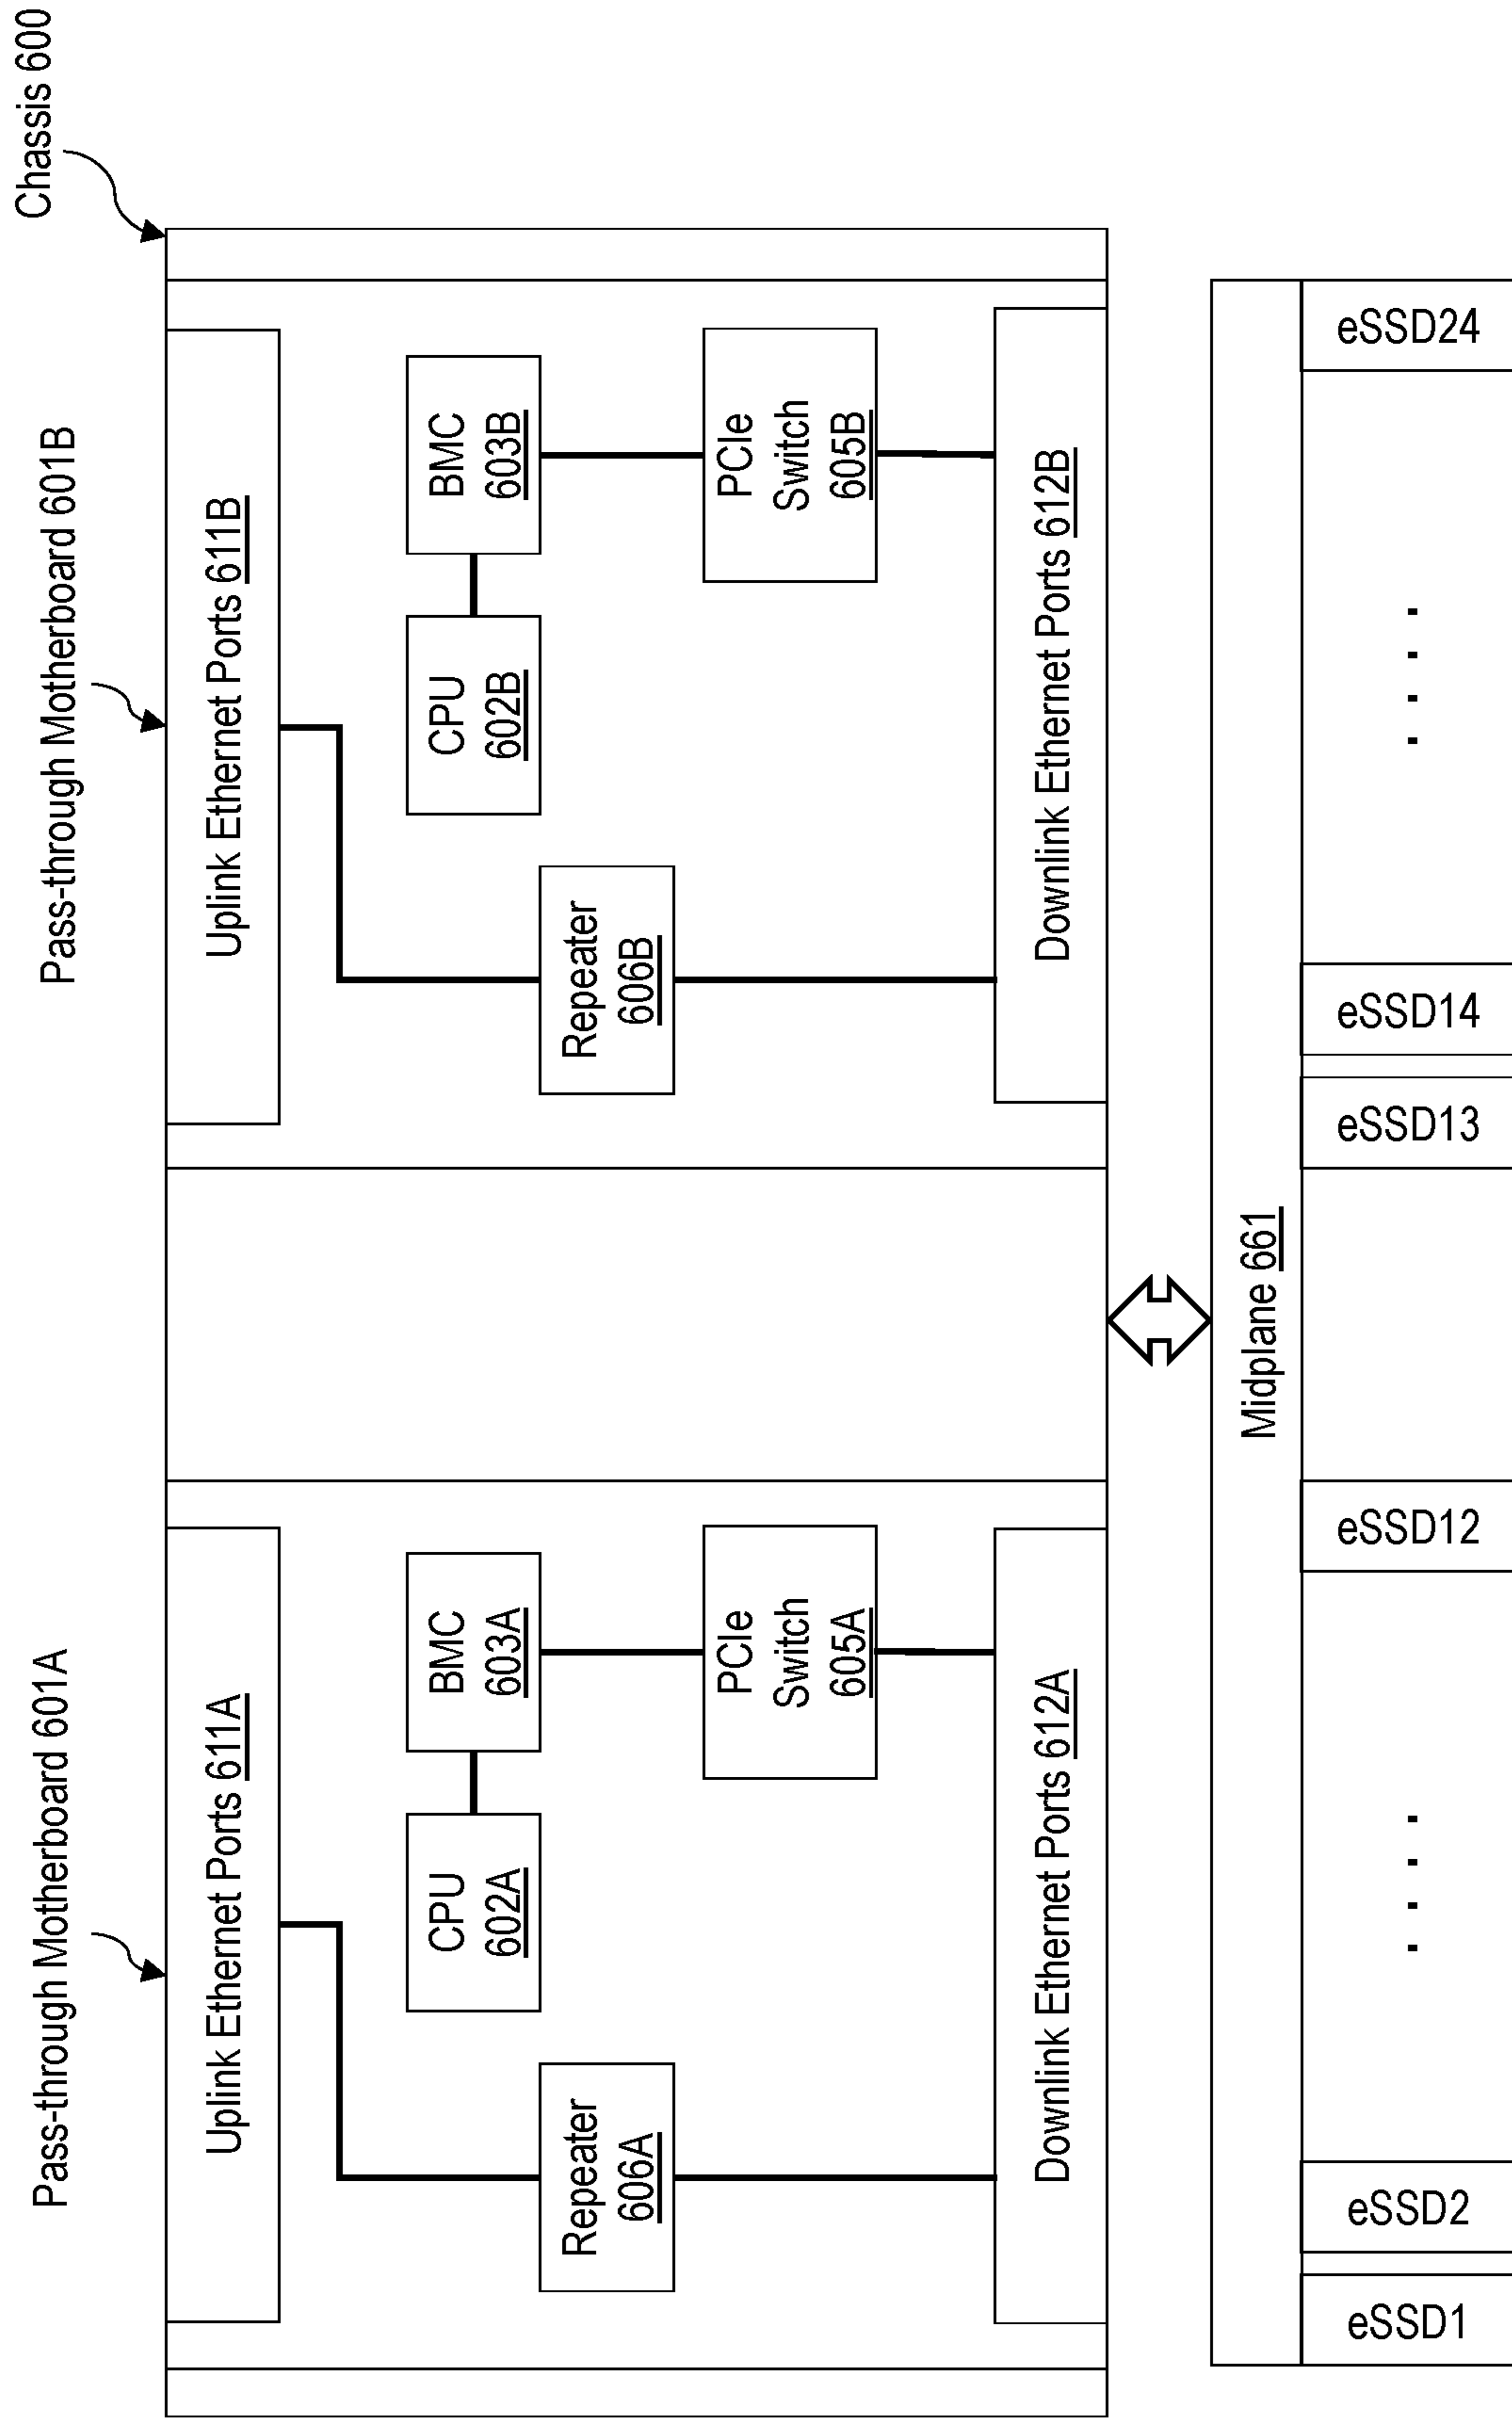 Chassis 600
Pass-through Motherboard 601A
Pass-through Motherboard 601B
Uplink Ethernet Ports 611A
CPU
602A
BMC
603A
Repeater
606A
PCIe
Switch
605A
Downlink Ethernet Ports 612A
Uplink Ethernet Ports 611B
CPU
602B
BMC
603B
Repeater
606B
PCIe
Switch
605B
Downlink Ethernet Ports 612B
Midplane 661
eSSD1
eSSD2
. . . .
eSSD12
eSSD13
eSSD14
. . . .
eSSD24